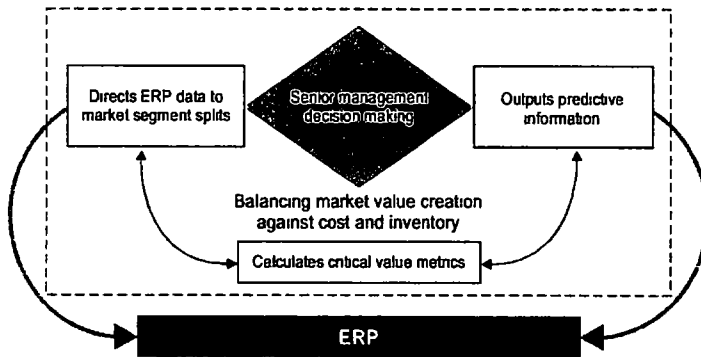 Directs ERP data to
market segment splits
Senior management
decision making
Outputs predictive
information
Balancing market value creation
against cost and inventory
Calculates critical value metrics
ERP